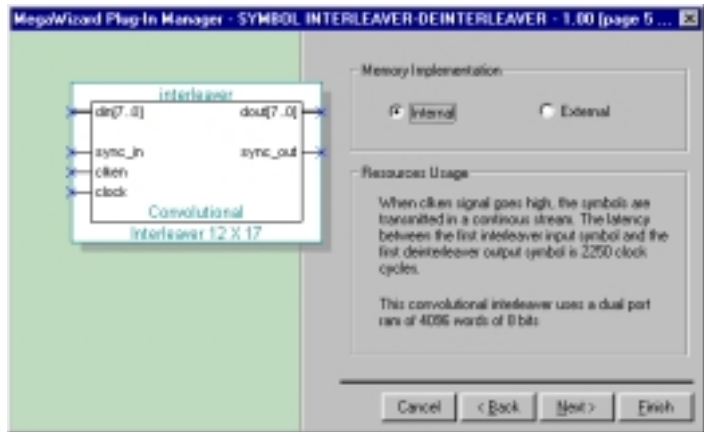 MegaWizard Plug-In Manager - SYMBOL INTERLEAVER-DEINTERLEAVER - 1.00 [page 5 ...
interleaver
din[7..0]
dout[7..0]
sync_in
sync_out
clken
clock
Convolutional
Interleaver 12 X 17
Memory Implementation
Internal
External
Resources Usage
When clken signal goes high, the symbols are
transmitted in a continous stream. The latency
between the first interleaver input symbol and the
first deinterleaver output symbol is 2250 clock
cycles.
This convolutional interleaver uses a dual port
ram of 4096 words of 8 bits
Cancel
< Back
Next >
Finish